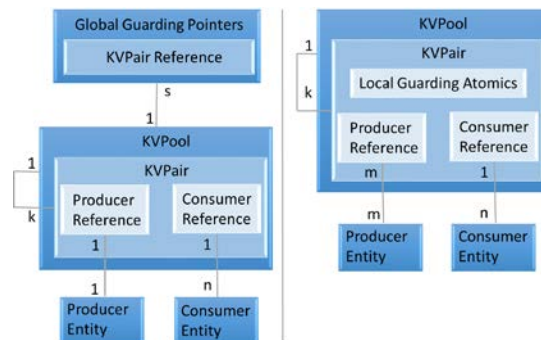 Global Guarding Pointers
KVPair Reference
s
1
KVPool
1
KVPair
k
Producer
Reference
Consumer
Reference
1
1
1
n
Producer
Entity
Consumer
Entity
KVPool
1
KVPair
Local Guarding Atomics
k
Producer
Reference
Consumer
Reference
m
1
m
n
Producer
Entity
Consumer
Entity